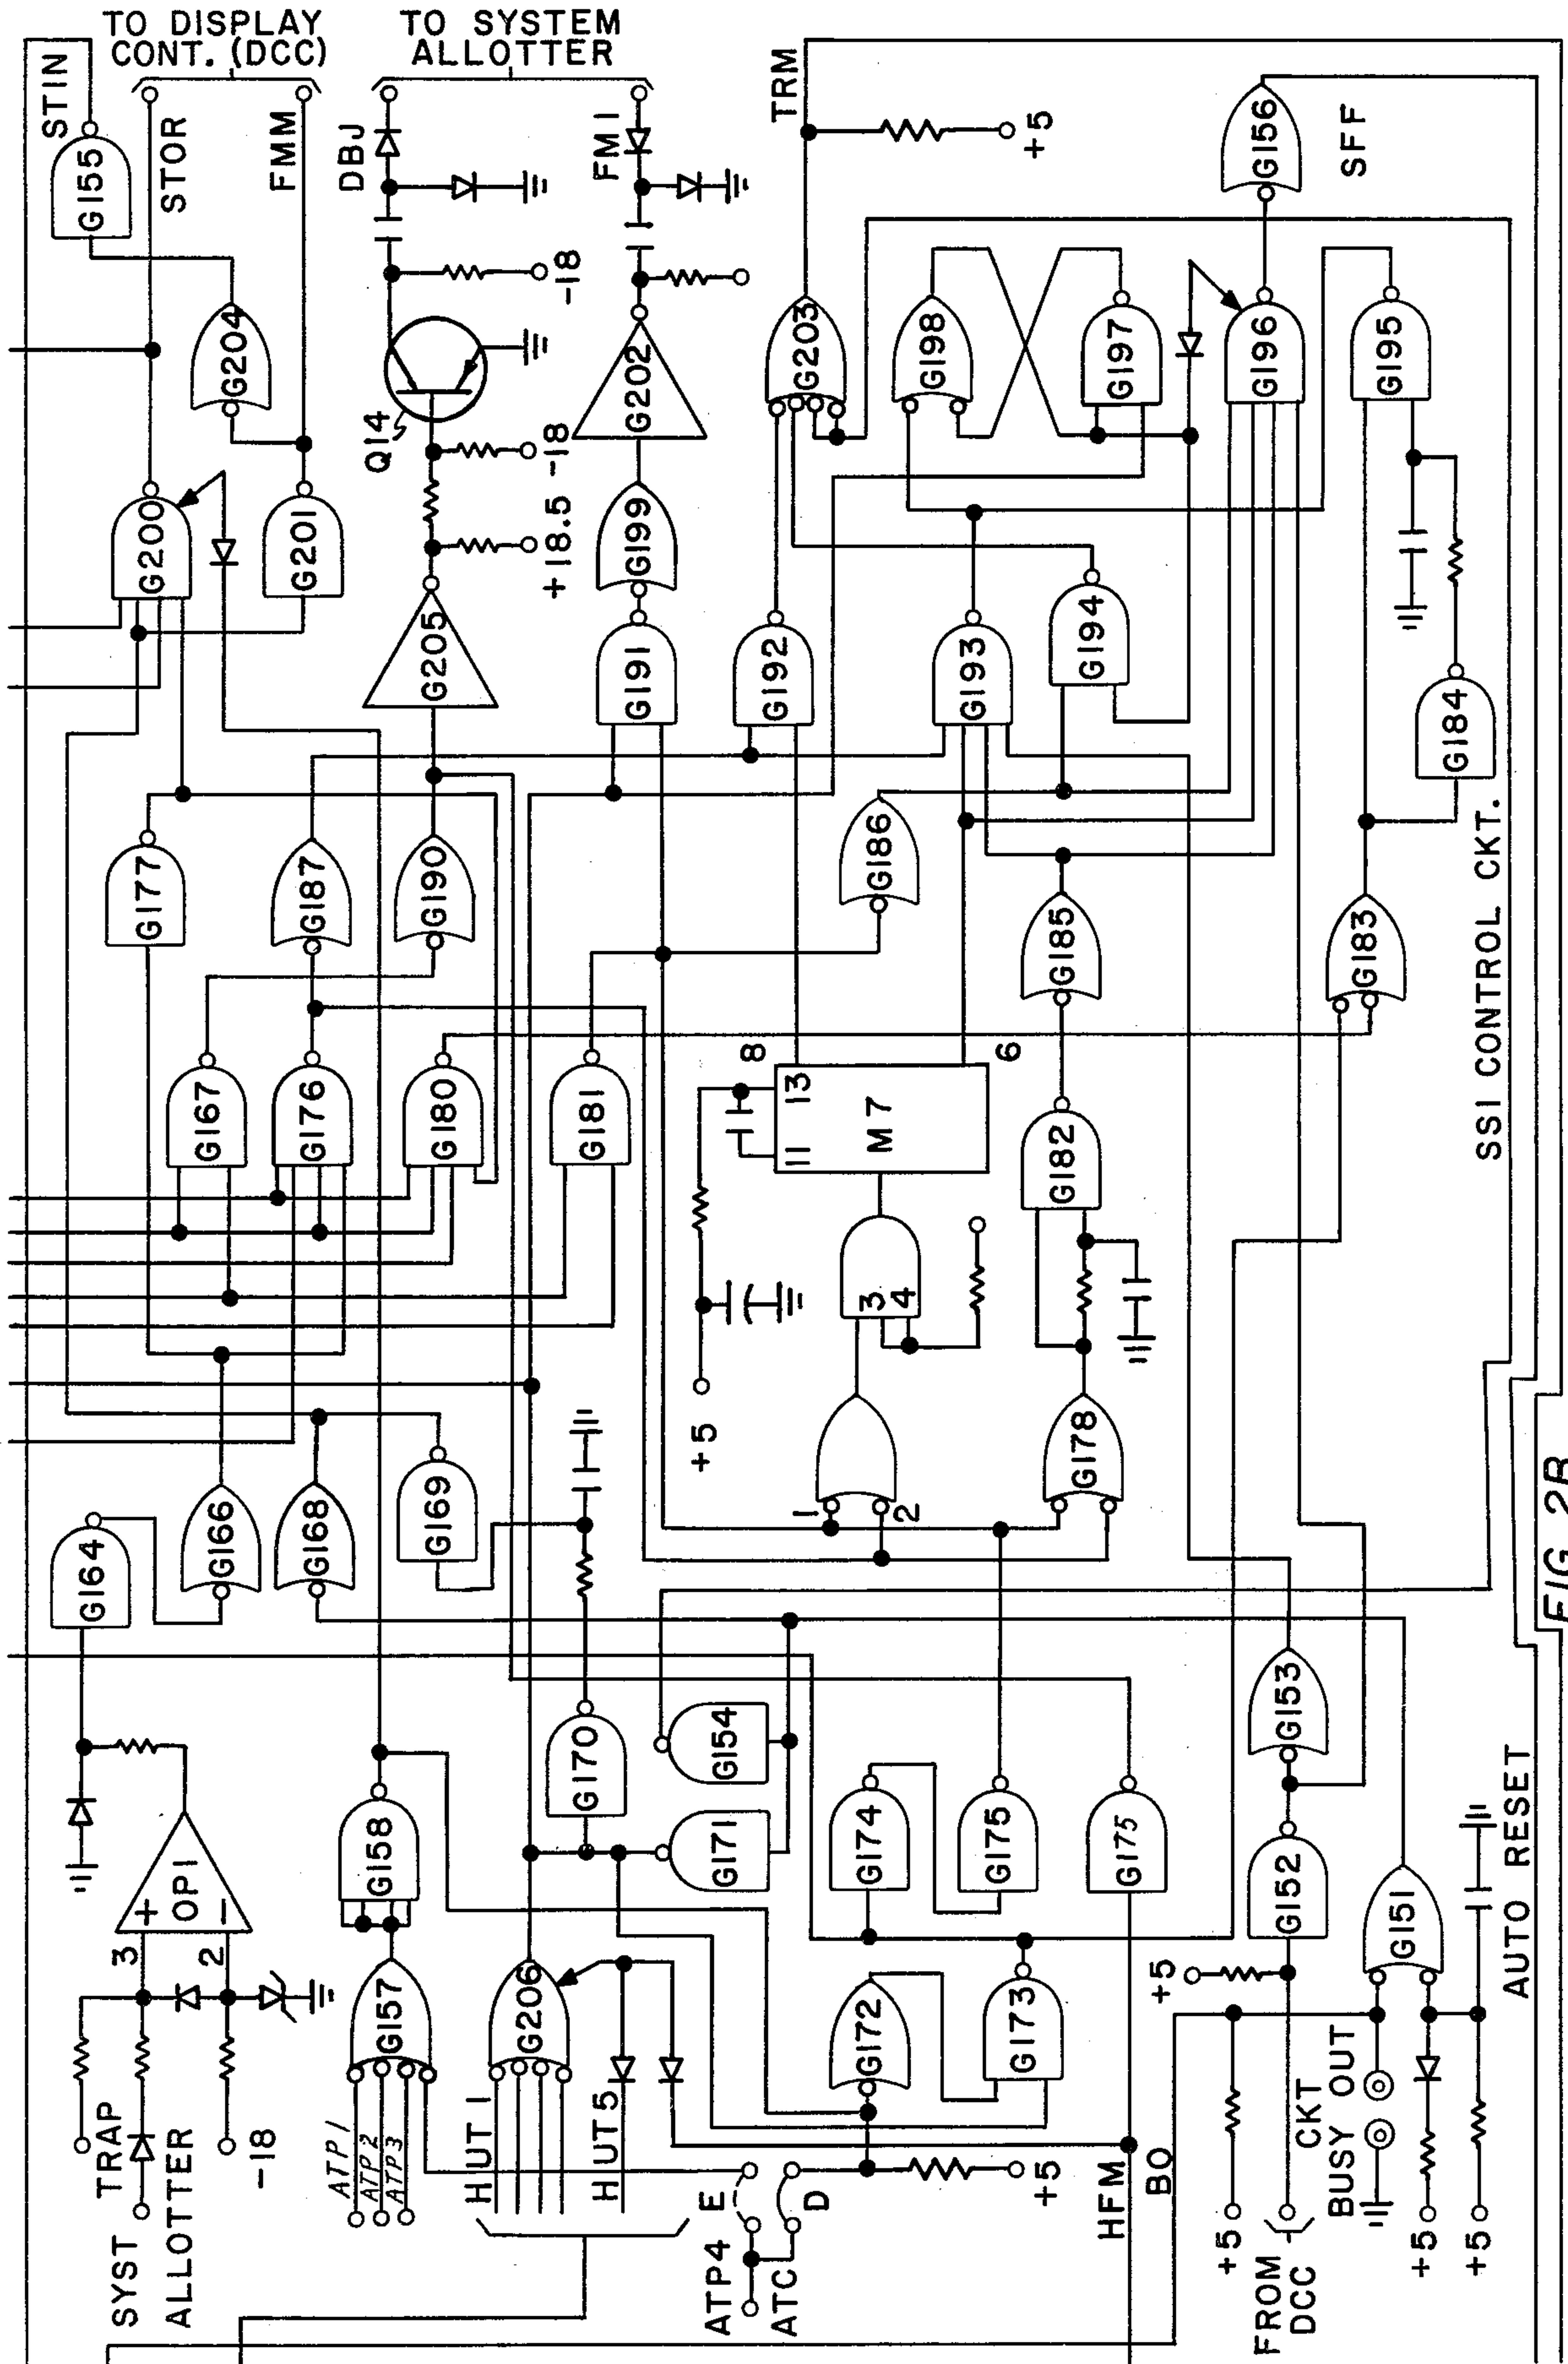 TO DISPLAY
CONT. (DCC)
TO SYSTEM
ALLOTTER
STIN
G155
STOR
FMM
DBJ
FM1
TRM
+5
G156
SFF
G204
-18
Q14
G202
G203
G198
G197
G196
G195
G200
G201
-18
+18.5
G199
G205
G191
G192
G193
G194
G184
G177
G187
G190
G186
G185
G183
SSI CONTROL CKT.
G167
G176
G180
G181
8
13
6
11
M7
G182
3
4
+5
G164
G166
G168
G169
1
2
G178
FIG. 2B
G170
G154
G153
OP1
+
-
3
2
G158
G171
G174
G175
G175
G152
AUTO RESET
G157
G206
G172
G173
+5
G151
TRAP
SYST
ALLOTTER
-18
ATP1
ATP2
ATP3
HUT1
HUT5
E
D
ATP4
ATC
+5
HFM
BO
+5
FROM
DCC
CKT
BUSY OUT
+5
+5